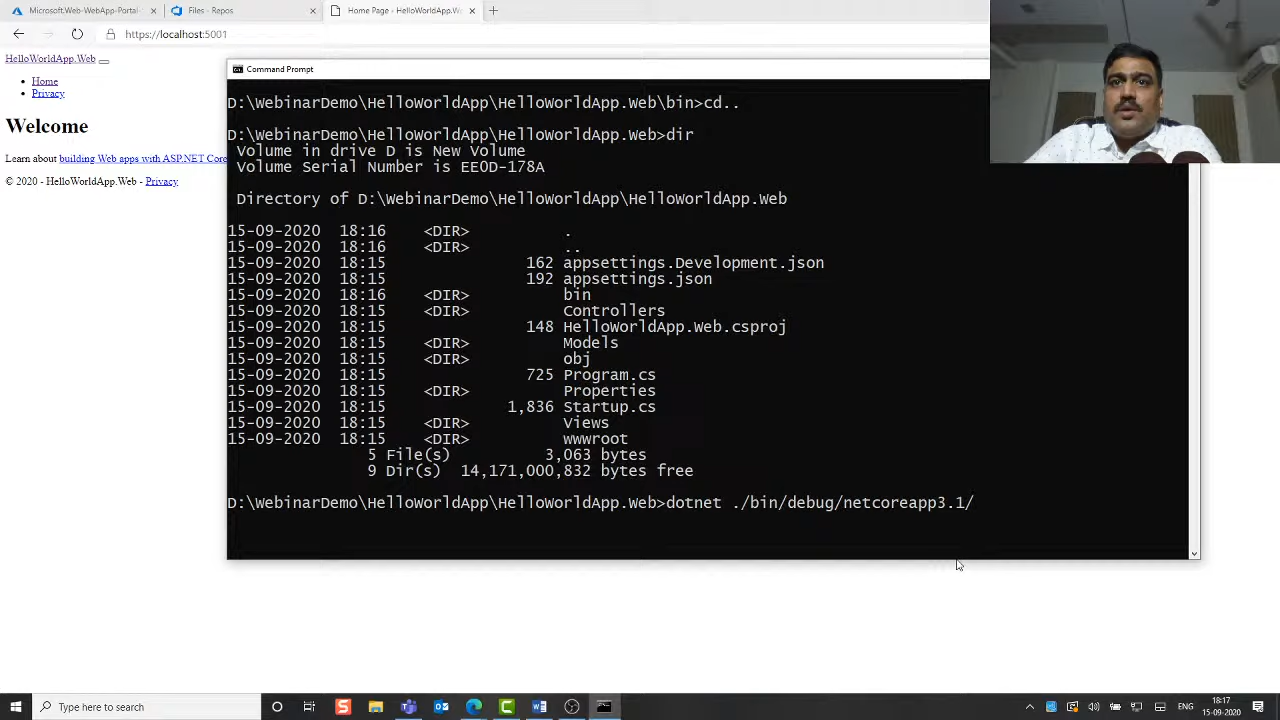 Microsoft.Web-WebApp-Portal-
Files - Repos
Home Page - HelloWorldApp.Web
https://localhost:5001
HelloWorldApp.Web
Home
Privacy
Welcome
Learn about building Web apps with ASP.NET Core
© 2020 - HelloWorldApp.Web - Privacy
Command Prompt
D:\WebinarDemo\HelloWorldApp\HelloWorldApp.Web\bin>cd..
D:\WebinarDemo\HelloWorldApp\HelloWorldApp.Web>dir
Volume in drive D is New Volume
Volume Serial Number is EE0D-178A
Directory of D:\WebinarDemo\HelloWorldApp\HelloWorldApp.Web
15-09-2020 18:16 <DIR> .
15-09-2020 18:16 <DIR> ..
15-09-2020 18:15 162 appsettings.Development.json
15-09-2020 18:15 192 appsettings.json
15-09-2020 18:16 <DIR> bin
15-09-2020 18:15 <DIR> Controllers
15-09-2020 18:15 148 HelloWorldApp.Web.csproj
15-09-2020 18:15 <DIR> Models
15-09-2020 18:15 <DIR> obj
15-09-2020 18:15 725 Program.cs
15-09-2020 18:15 <DIR> Properties
15-09-2020 18:15 1,836 Startup.cs
15-09-2020 18:15 <DIR> Views
15-09-2020 18:15 <DIR> wwwroot
5 File(s) 3,063 bytes
9 Dir(s) 14,171,000,832 bytes free
D:\WebinarDemo\HelloWorldApp\HelloWorldApp.Web>dotnet ./bin/debug/netcoreapp3.1/
Type here to search
ENG
18:17
15-09-2020